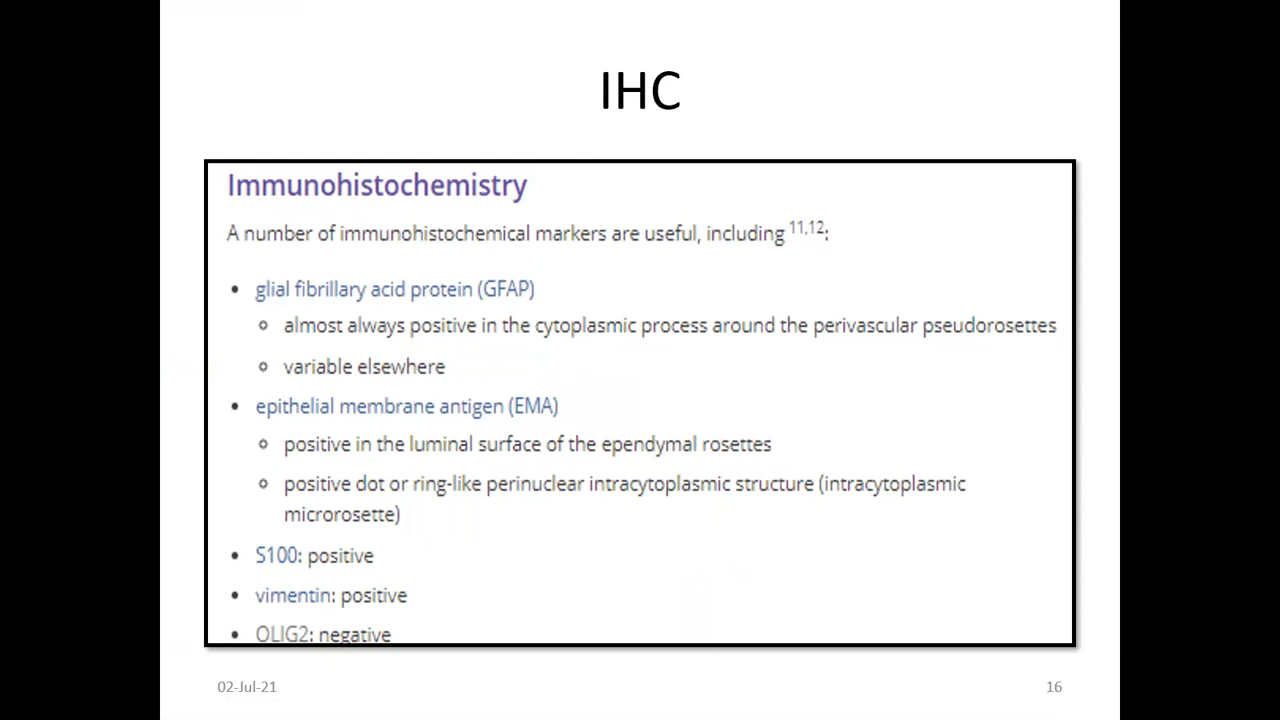 IHC
Immunohistochemistry
A number of immunohistochemical markers are useful, including 11,12:
• glial fibrillary acid protein (GFAP)
◦ almost always positive in the cytoplasmic process around the perivascular pseudorosettes
◦ variable elsewhere
• epithelial membrane antigen (EMA)
◦ positive in the luminal surface of the ependymal rosettes
◦ positive dot or ring-like perinuclear intracytoplasmic structure (intracytoplasmic
microrosette)
• S100: positive
• vimentin: positive
• OLIG2: negative
02-Jul-21
16